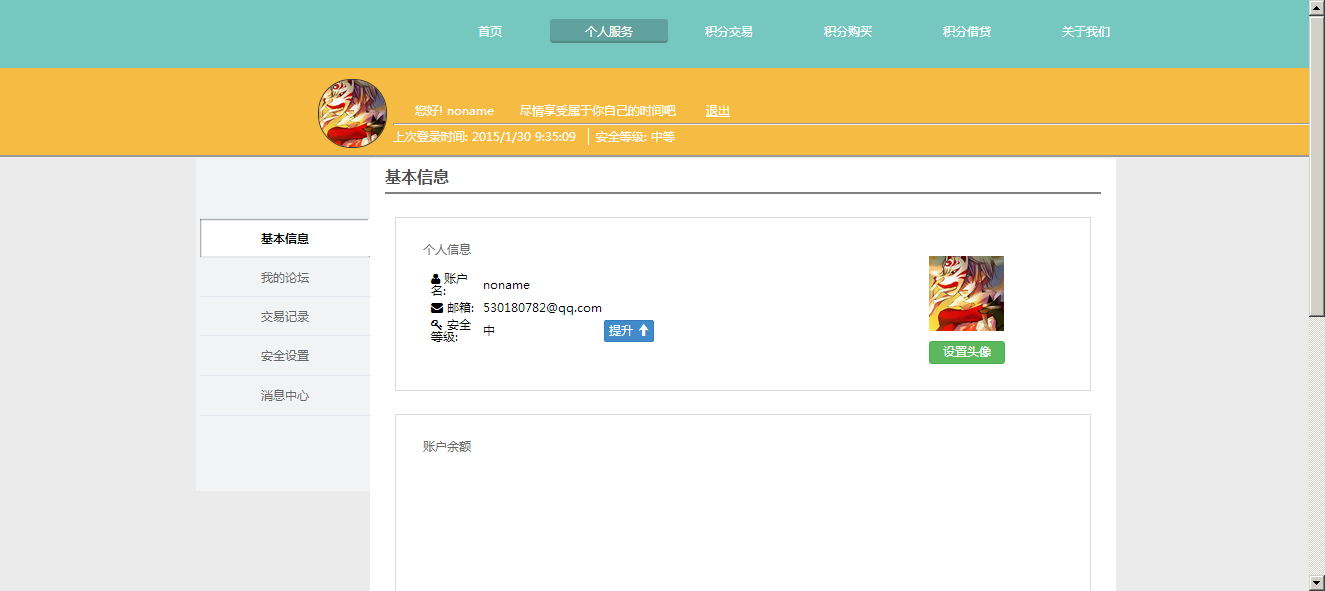 首页 个人服务 积分交易 积分购买 积分借贷 关于我们
您好! noname 尽情享受属于你自己的时间吧 退出
上次登录时间: 2015/1/30 9:35:09 安全等级: 中等
基本信息
我的论坛
交易记录
安全设置
消息中心
基本信息
个人信息
账户名: noname
邮箱: 530180782@qq.com
安全等级: 中 提升
设置头像
账户余额